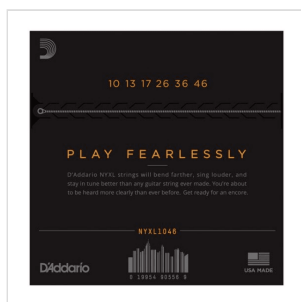 10 13 17 26 36 46
PLAY FEARLESSLY
D'Addario NYXL strings will bend farther, sing louder, and
stay in tune better than any guitar string ever made. You're about
to be heard more clearly than ever before. Get ready for an encore.
NYXL1046
D'Addario
USA MADE